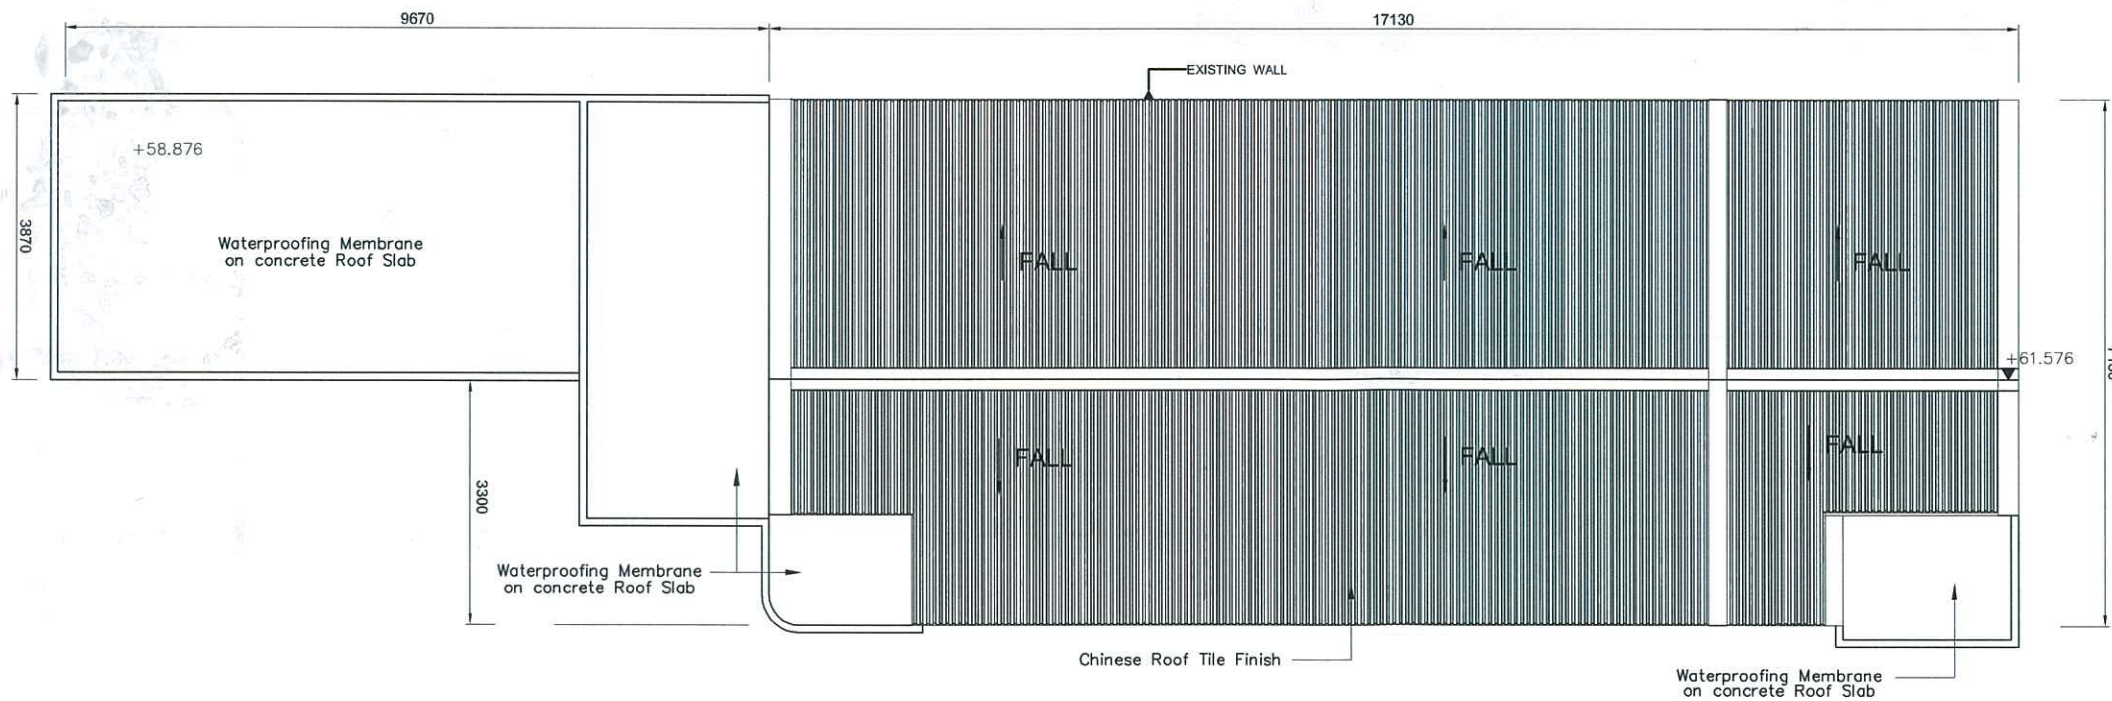 9670
17130
EXISTING WALL
+58.876
3870
Waterproofing Membrane
on concrete Roof Slab
FALL
FALL
FALL
+61.576
FALL
FALL
FALL
3300
Waterproofing Membrane
on concrete Roof Slab
Chinese Roof Tile Finish
Waterproofing Membrane
on concrete Roof Slab